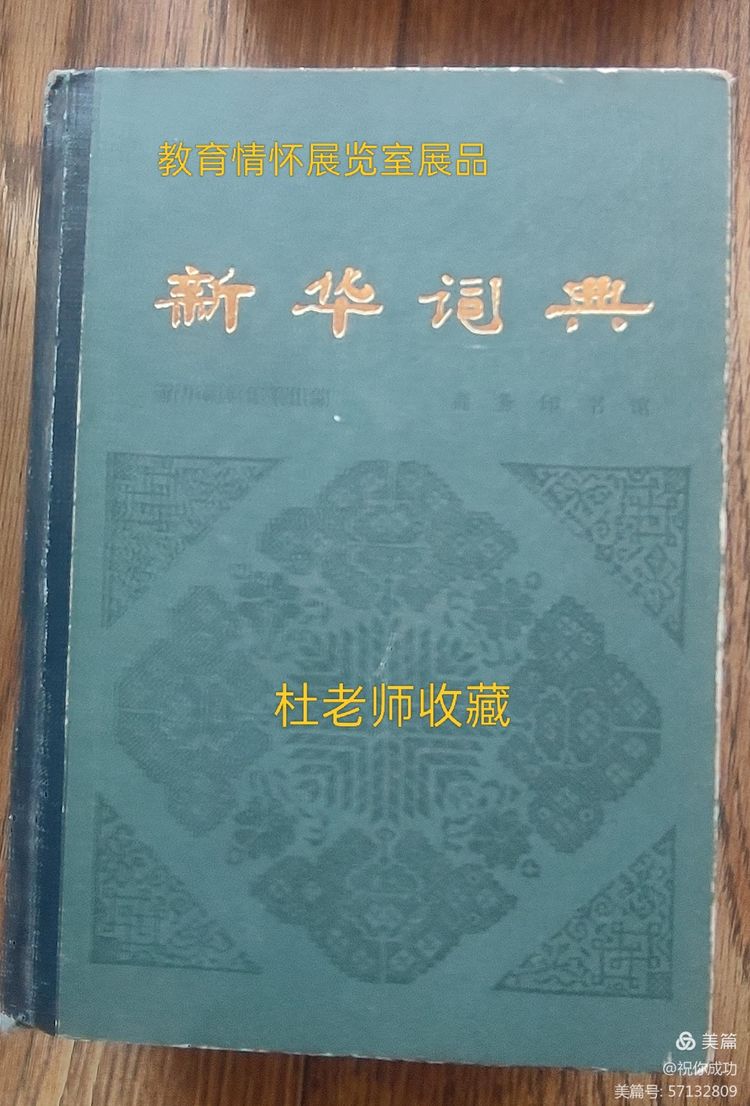 教育情怀展览室展品
新华词典
商务印书馆
杜老师收藏
美篇
@祝你成功
美篇号: 57132809